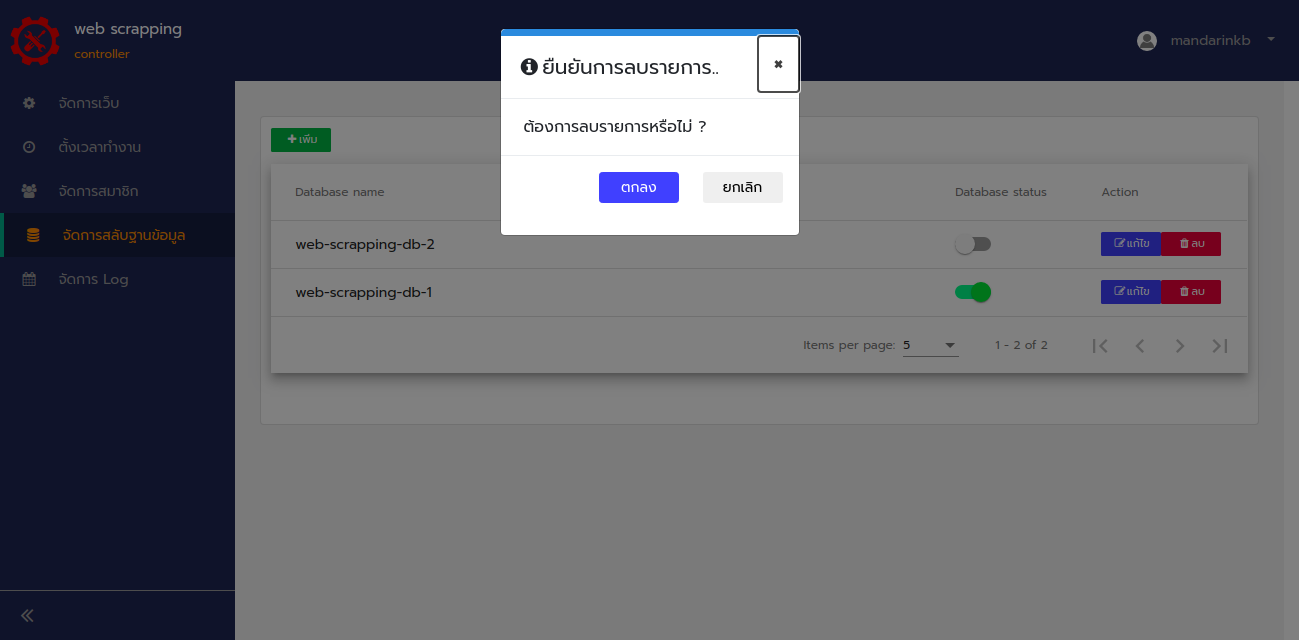 web scrapping
controller
mandarinkb
จัดการเว็บ
ตั้งเวลาทำงาน
จัดการสมาชิก
จัดการสลับฐานข้อมูล
จัดการ Log
ยืนยันการลบรายการ..
ต้องการลบรายการหรือไม่ ?
ตกลง ยกเลิก
เพิ่ม
Database name Database status Action
web-scrapping-db-2 แก้ไข ลบ
web-scrapping-db-1 แก้ไข ลบ
Items per page: 5 1 - 2 of 2